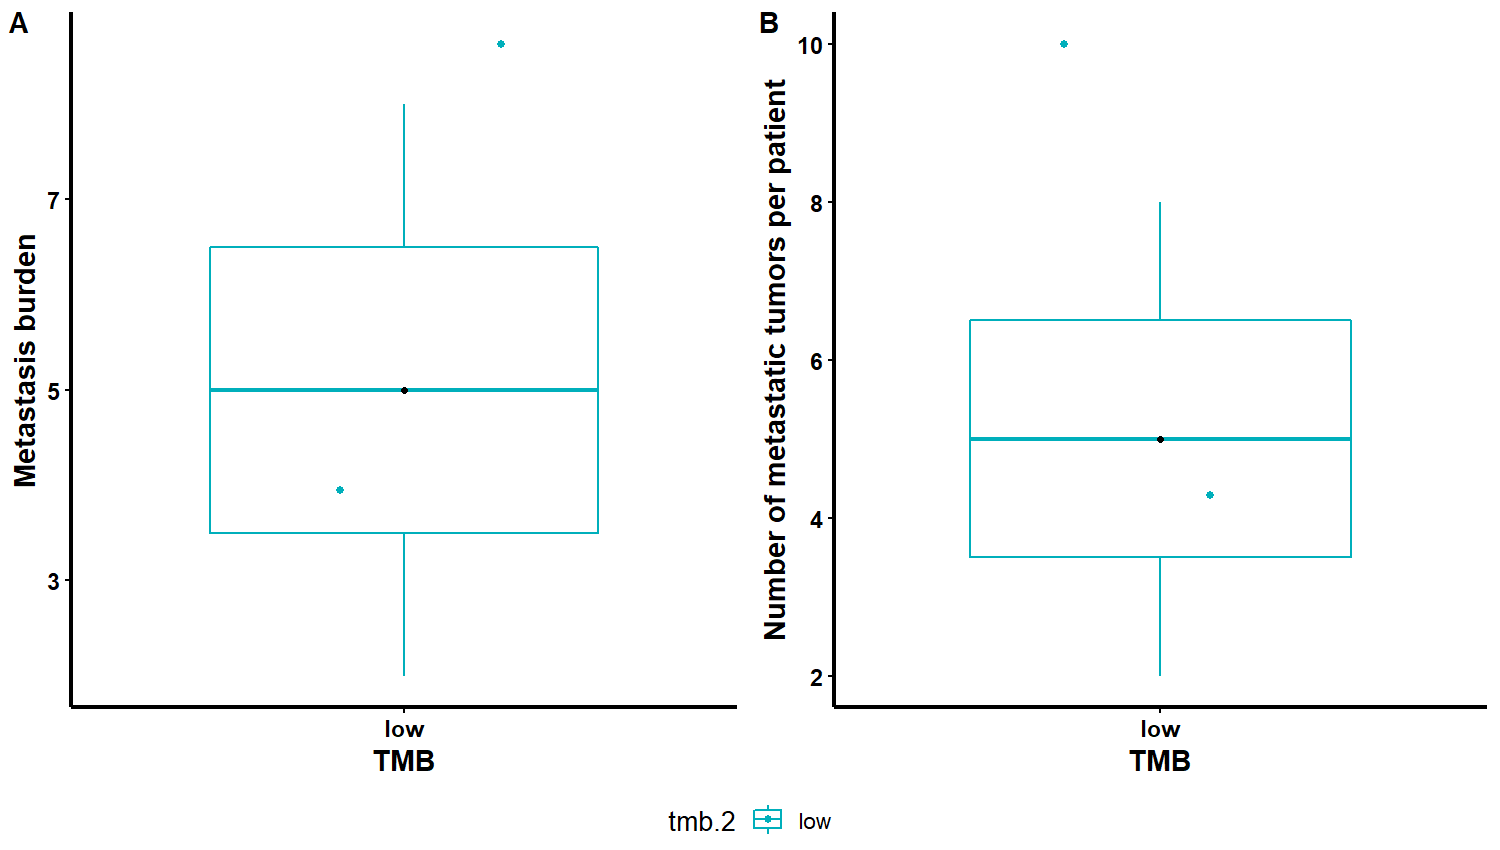 A
Metastasis burden
7
5
3
low
TMB
B
Number of metastatic tumors per patient
10
8
6
4
2
low
TMB
tmb.2 low